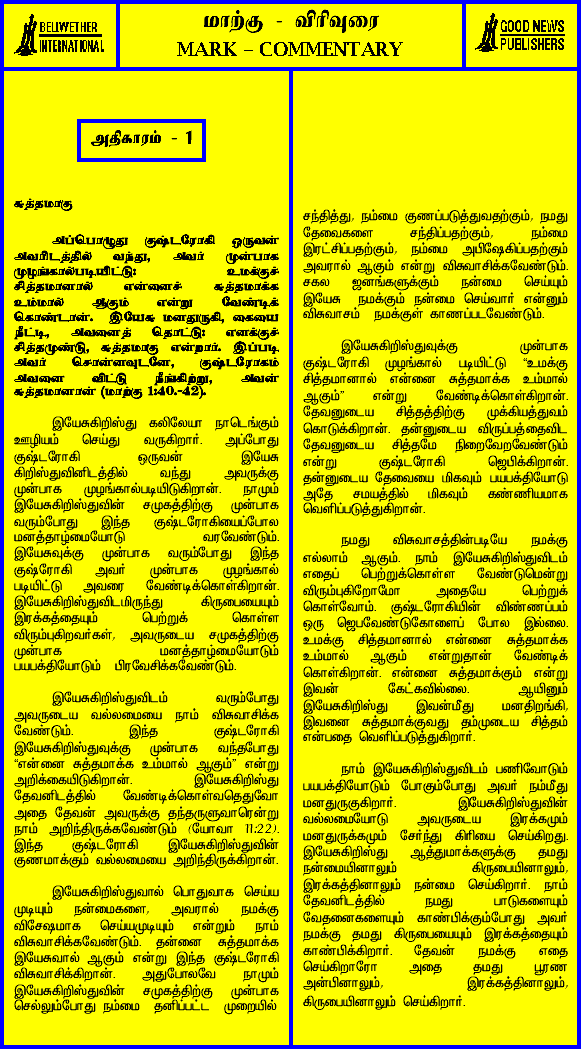 BELLWETHER
INTERNATIONAL
மாற்கு - விரிவுரை
MARK – COMMENTARY
GOOD NEWS
PUBLISHERS
அதிகாரம் - 1
சுத்தமாகு
அப்பொழுது குஷ்டரோகி ஒருவன்
அவரிடத்தில் வந்து, அவர் முன்பாக
முழங்கால்படியிட்டு: உமக்குச்
சித்தமானால் என்னைச் சுத்தமாக்க
உம்மால் ஆகும் என்று வேண்டிக்
கொண்டான். இயேசு மனதுருகி, கையை
நீட்டி, அவனைத் தொட்டு: எனக்குச்
சித்தமுண்டு, சுத்தமாகு என்றார். இப்படி
அவர் சொன்னவுடனே, குஷ்டரோகம்
அவனை விட்டு நீங்கிற்று, அவன்
சுத்தமானான் (மாற்கு 1:40.-42).
இயேசுகிறிஸ்து கலிலேயா நாடெங்கும்
ஊழியம் செய்து வருகிறார். அப்போது
குஷ்டரோகி ஒருவன் இயேசு
கிறிஸ்துவினிடத்தில் வந்து அவருக்கு
முன்பாக முழங்கால்படியிடுகிறான். நாமும்
இயேசுகிறிஸ்துவின் சமுகத்திற்கு முன்பாக
வரும்போது இந்த குஷ்டரோகியைப்போல
மனத்தாழ்மையோடு வரவேண்டும்.
இயேசுவுக்கு முன்பாக வரும்போது இந்த
குஷ்ரோகி அவர் முன்பாக முழங்கால்
படியிட்டு அவரை வேண்டிக்கொள்கிறான்.
இயேசுகிறிஸ்துவிடமிருந்து கிருபையையும்
இரக்கத்தையும் பெற்றுக் கொள்ள
விரும்புகிறவர்கள், அவருடைய சமுகத்திற்கு
முன்பாக மனத்தாழ்மையோடும்
பயபக்தியோடும் பிரவேசிக்கவேண்டும்.
இயேசுகிறிஸ்துவிடம் வரும்போது
அவருடைய வல்லமையை நாம் விசுவாசிக்க
வேண்டும். இந்த குஷ்டரோகி
இயேசுகிறிஸ்துவுக்கு முன்பாக வந்தபோது
“என்னை சுத்தமாக்க உம்மால் ஆகும்” என்று
அறிக்கையிடுகிறான். இயேசுகிறிஸ்து
தேவனிடத்தில் வேண்டிக்கொள்வதெதுவோ
அதை தேவன் அவருக்கு தந்தருளுவாரென்று
நாம் அறிந்திருக்கவேண்டும் (யோவா 11:22).
இந்த குஷ்டரோகி இயேசுகிறிஸ்துவின்
குணமாக்கும் வல்லமையை அறிந்திருக்கிறான்.
இயேசுகிறிஸ்துவால் பொதுவாக செய்ய
முடியும் நன்மைகளை, அவரால் நமக்கு
விசேஷமாக செய்யமுடியும் என்றும் நாம்
விசுவாசிக்கவேண்டும். தன்னை சுத்தமாக்க
இயேசுவால் ஆகும் என்று இந்த குஷ்டரோகி
விசுவாசிக்கிறான். அதுபோலவே நாமும்
இயேசுகிறிஸ்துவின் சமுகத்திற்கு முன்பாக
செல்லும்போது நம்மை தனிப்பட்ட முறையில்
சந்தித்து, நம்மை குணப்படுத்துவதற்கும், நமது
தேவைகளை சந்திப்பதற்கும், நம்மை
இரட்சிப்பதற்கும், நம்மை அபிஷேகிப்பதற்கும்
அவரால் ஆகும் என்று விசுவாசிக்கவேண்டும்.
சகல ஜனங்களுக்கும் நன்மை செய்யும்
இயேசு நமக்கும் நன்மை செய்வார் என்னும்
விசுவாசம் நமக்குள் காணப்படவேண்டும்.
இயேசுகிறிஸ்துவுக்கு முன்பாக
குஷ்டரோகி முழங்கால் படியிட்டு “உமக்கு
சித்தமானால் என்னை சுத்தமாக்க உம்மால்
ஆகும்” என்று வேண்டிக்கொள்கிறான்.
தேவனுடைய சித்தத்திற்கு முக்கியத்துவம்
கொடுக்கிறான். தன்னுடைய விருப்பத்தைவிட
தேவனுடைய சித்தமே நிறைவேறவேண்டும்
என்று குஷ்டரோகி ஜெபிக்கிறான்.
தன்னுடைய தேவையை மிகவும் பயபக்தியோடு
அதே சமயத்தில் மிகவும் கண்ணியமாக
வெளிப்படுத்துகிறான்.
நமது விசுவாசத்தின்படியே நமக்கு
எல்லாம் ஆகும். நாம் இயேசுகிறிஸ்துவிடம்
எதைப் பெற்றுக்கொள்ள வேண்டுமென்று
விரும்புகிறோமோ அதையே பெற்றுக்
கொள்வோம். குஷ்டரோகியின் விண்ணப்பம்
ஒரு ஜெபவேண்டுகோளைப் போல இல்லை.
உமக்கு சித்தமானால் என்னை சுத்தமாக்க
உம்மால் ஆகும் என்றுதான் வேண்டிக்
கொள்கிறான். என்னை சுத்தமாக்கும் என்று
இவன் கேட்கவில்லை. ஆயினும்
இயேசுகிறிஸ்து இவன்மீது மனதிறங்கி,
இவனை சுத்தமாக்குவது தம்முடைய சித்தம்
என்பதை வெளிப்படுத்துகிறார்.
நாம் இயேசுகிறிஸ்துவிடம் பணிவோடும்
பயபக்தியோடும் போகும்போது அவர் நம்மீது
மனதுருகுகிறார். இயேசுகிறிஸ்துவின்
வல்லமையோடு அவருடைய இரக்கமும்
மனதுருக்கமும் சேர்ந்து கிரியை செய்கிறது.
இயேசுகிறிஸ்து ஆத்துமாக்களுக்கு தமது
நன்மையினாலும் கிருபையினாலும்,
இரக்கத்தினாலும் நன்மை செய்கிறார். நாம்
தேவனிடத்தில் நமது பாடுகளையும்
வேதனைகளையும் காண்பிக்கும்போது அவர்
நமக்கு தமது கிருபையையும் இரக்கத்தையும்
காண்பிக்கிறார். தேவன் நமக்கு எதை
செய்கிறாரோ அதை தமது பூரண
அன்பினாலும், இரக்கத்தினாலும்,
கிருபையினாலும் செய்கிறார்.